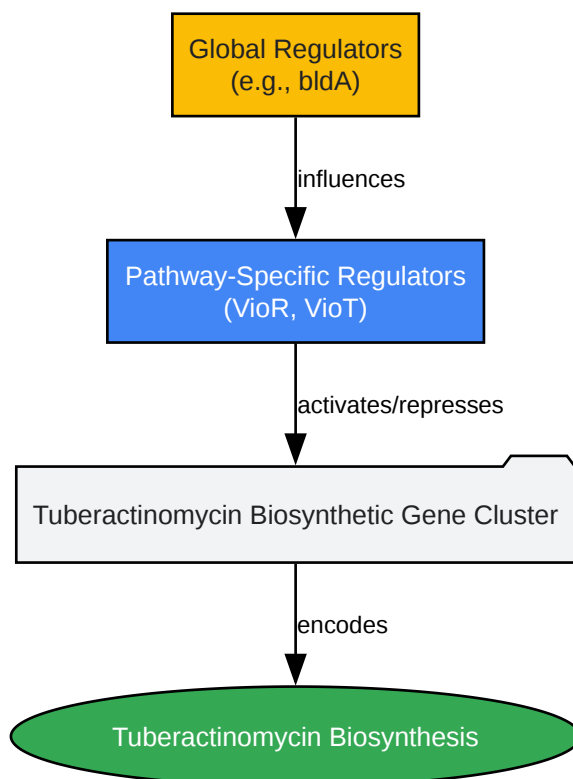 Global Regulators
(e.g., bldA)
influences
Pathway-Specific Regulators
(VioR, VioT)
activates/represses
Tuberactinomycin Biosynthetic Gene Cluster
encodes
Tuberactinomycin Biosynthesis